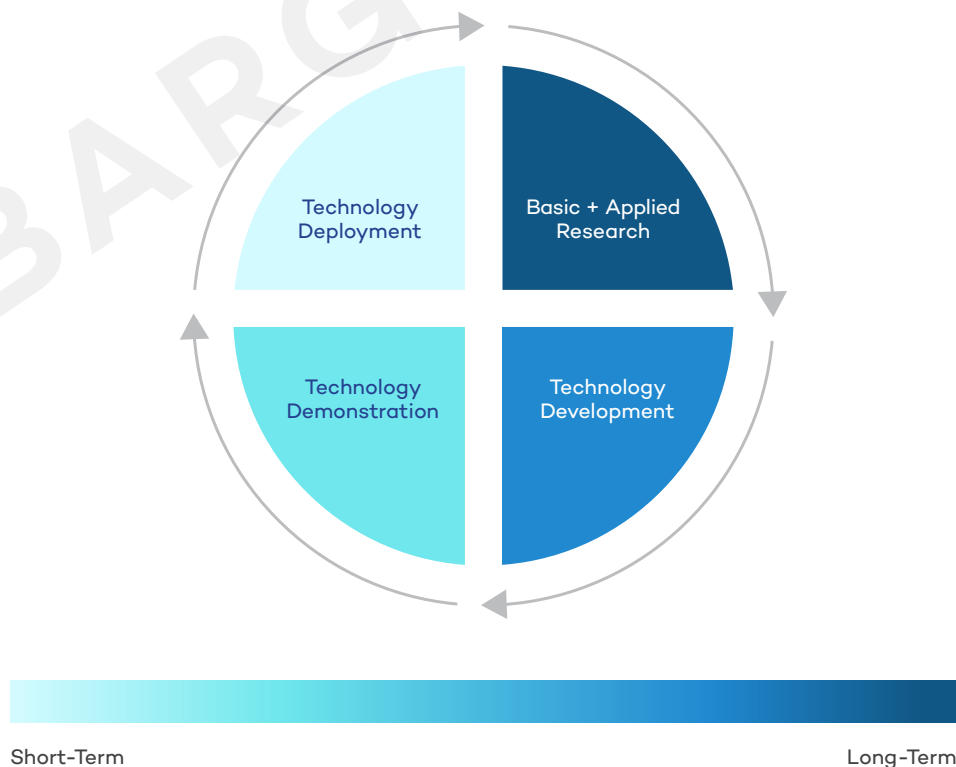 BARG
Technology
Deployment
Basic + Applied
Research
Technology
Demonstration
Technology
Development
Short-Term
Long-Term